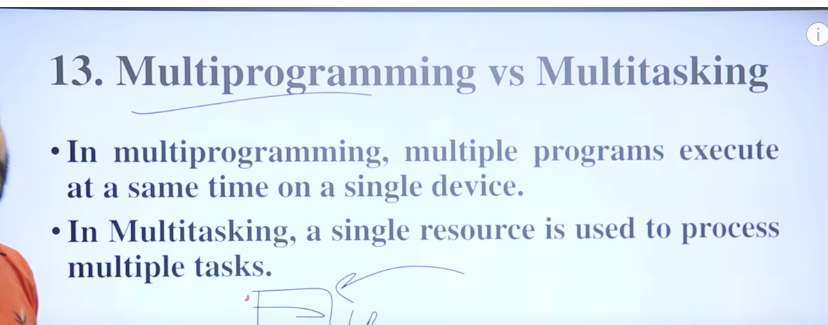 13. Multiprogramming vs Multitasking
• In multiprogramming, multiple programs execute
at a same time on a single device.
• In Multitasking, a single resource is used to process
multiple tasks.